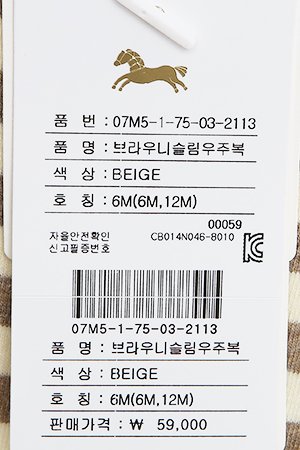 품 번 : 07M5-1-75-03-2113
품 명 : 브라우니슬림우주복
색 상 : BEIGE
호 칭 : 6M(6M,12M)
00059
자율안전확인
신고필증번호
CB014N046-8010
07M5-1-75-03-2113
품 명 : 브라우니슬림우주복
색 상 : BEIGE
호 칭 : 6M(6M,12M)
판매가격 : ₩ 59,000